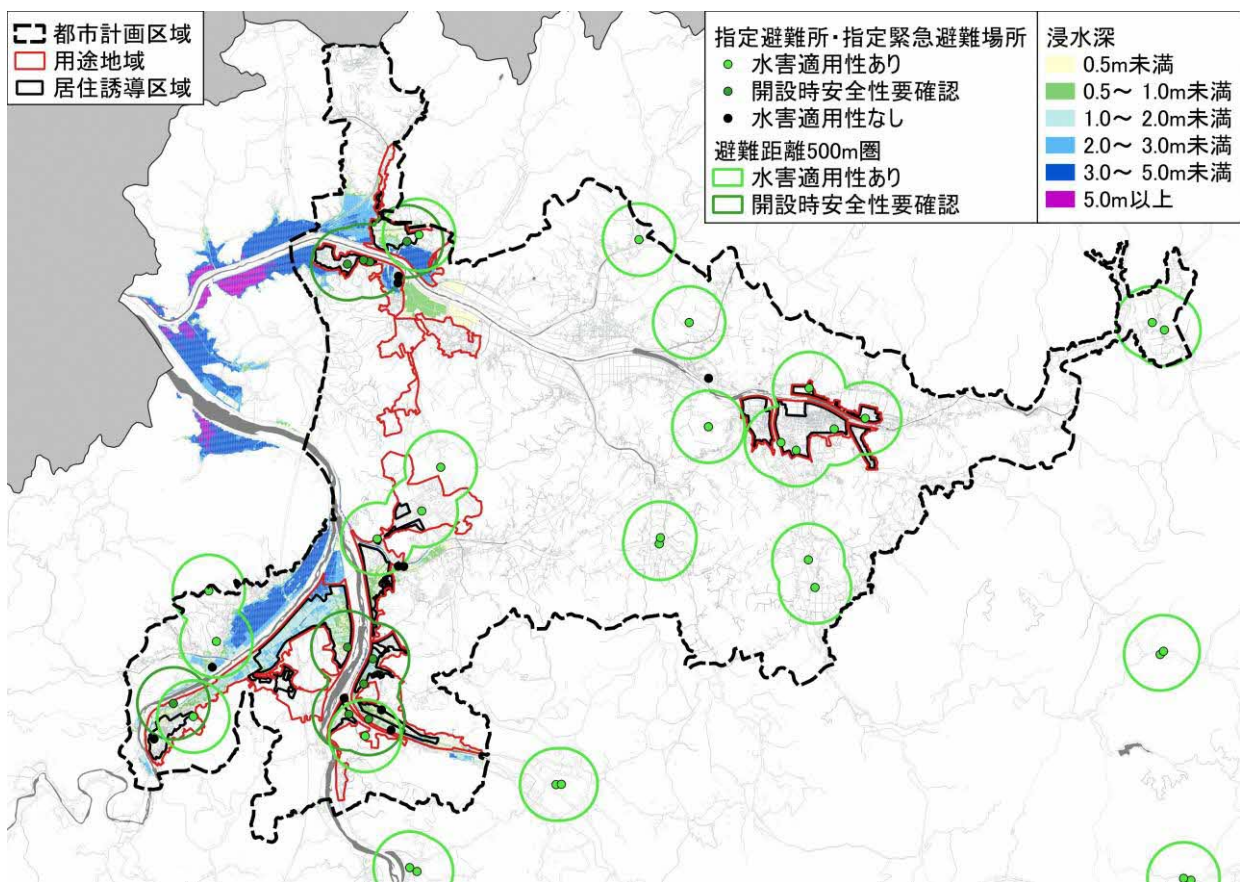 都市計画区域
用途地域
居住誘導区域
指定避難所・指定緊急避難場所
水害適用性あり
開設時安全性要確認
水害適用性なし
避難距離500m圏
水害適用性あり
開設時安全性要確認
浸水深
0.5m未満
0.5～ 1.0m未満
1.0～ 2.0m未満
2.0～ 3.0m未満
3.0～ 5.0m未満
5.0m以上